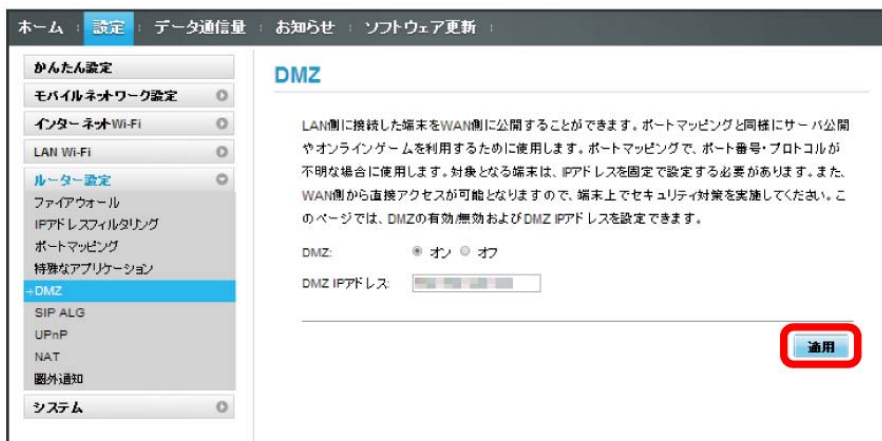 ホーム 設定 データ通信量 お知らせ ソフトウェア更新
かんたん設定
モバイルネットワーク設定
インターネットWi-Fi
LAN Wi-Fi
ルーター設定
ファイアウォール
IPアドレスフィルタリング
ポートマッピング
特殊なアプリケーション
→DMZ
SIP ALG
UPnP
NAT
圏外通知
システム
DMZ
LAN側に接続した端末をWAN側に公開することができます。ポートマッピングと同様にサーバ公開
やオンラインゲームを利用するために使用します。ポートマッピングで、ポート番号・プロトコルが
不明な場合に使用します。対象となる端末は、IPアドレスを固定で設定する必要があります。また、
WAN側から直接アクセスが可能となりますので、端末上でセキュリティ対策を実施してください。こ
のページでは、DMZの有効/無効およびDMZ IPアドレスを設定できます。
DMZ: オン オフ
DMZ IPアドレス:
適用